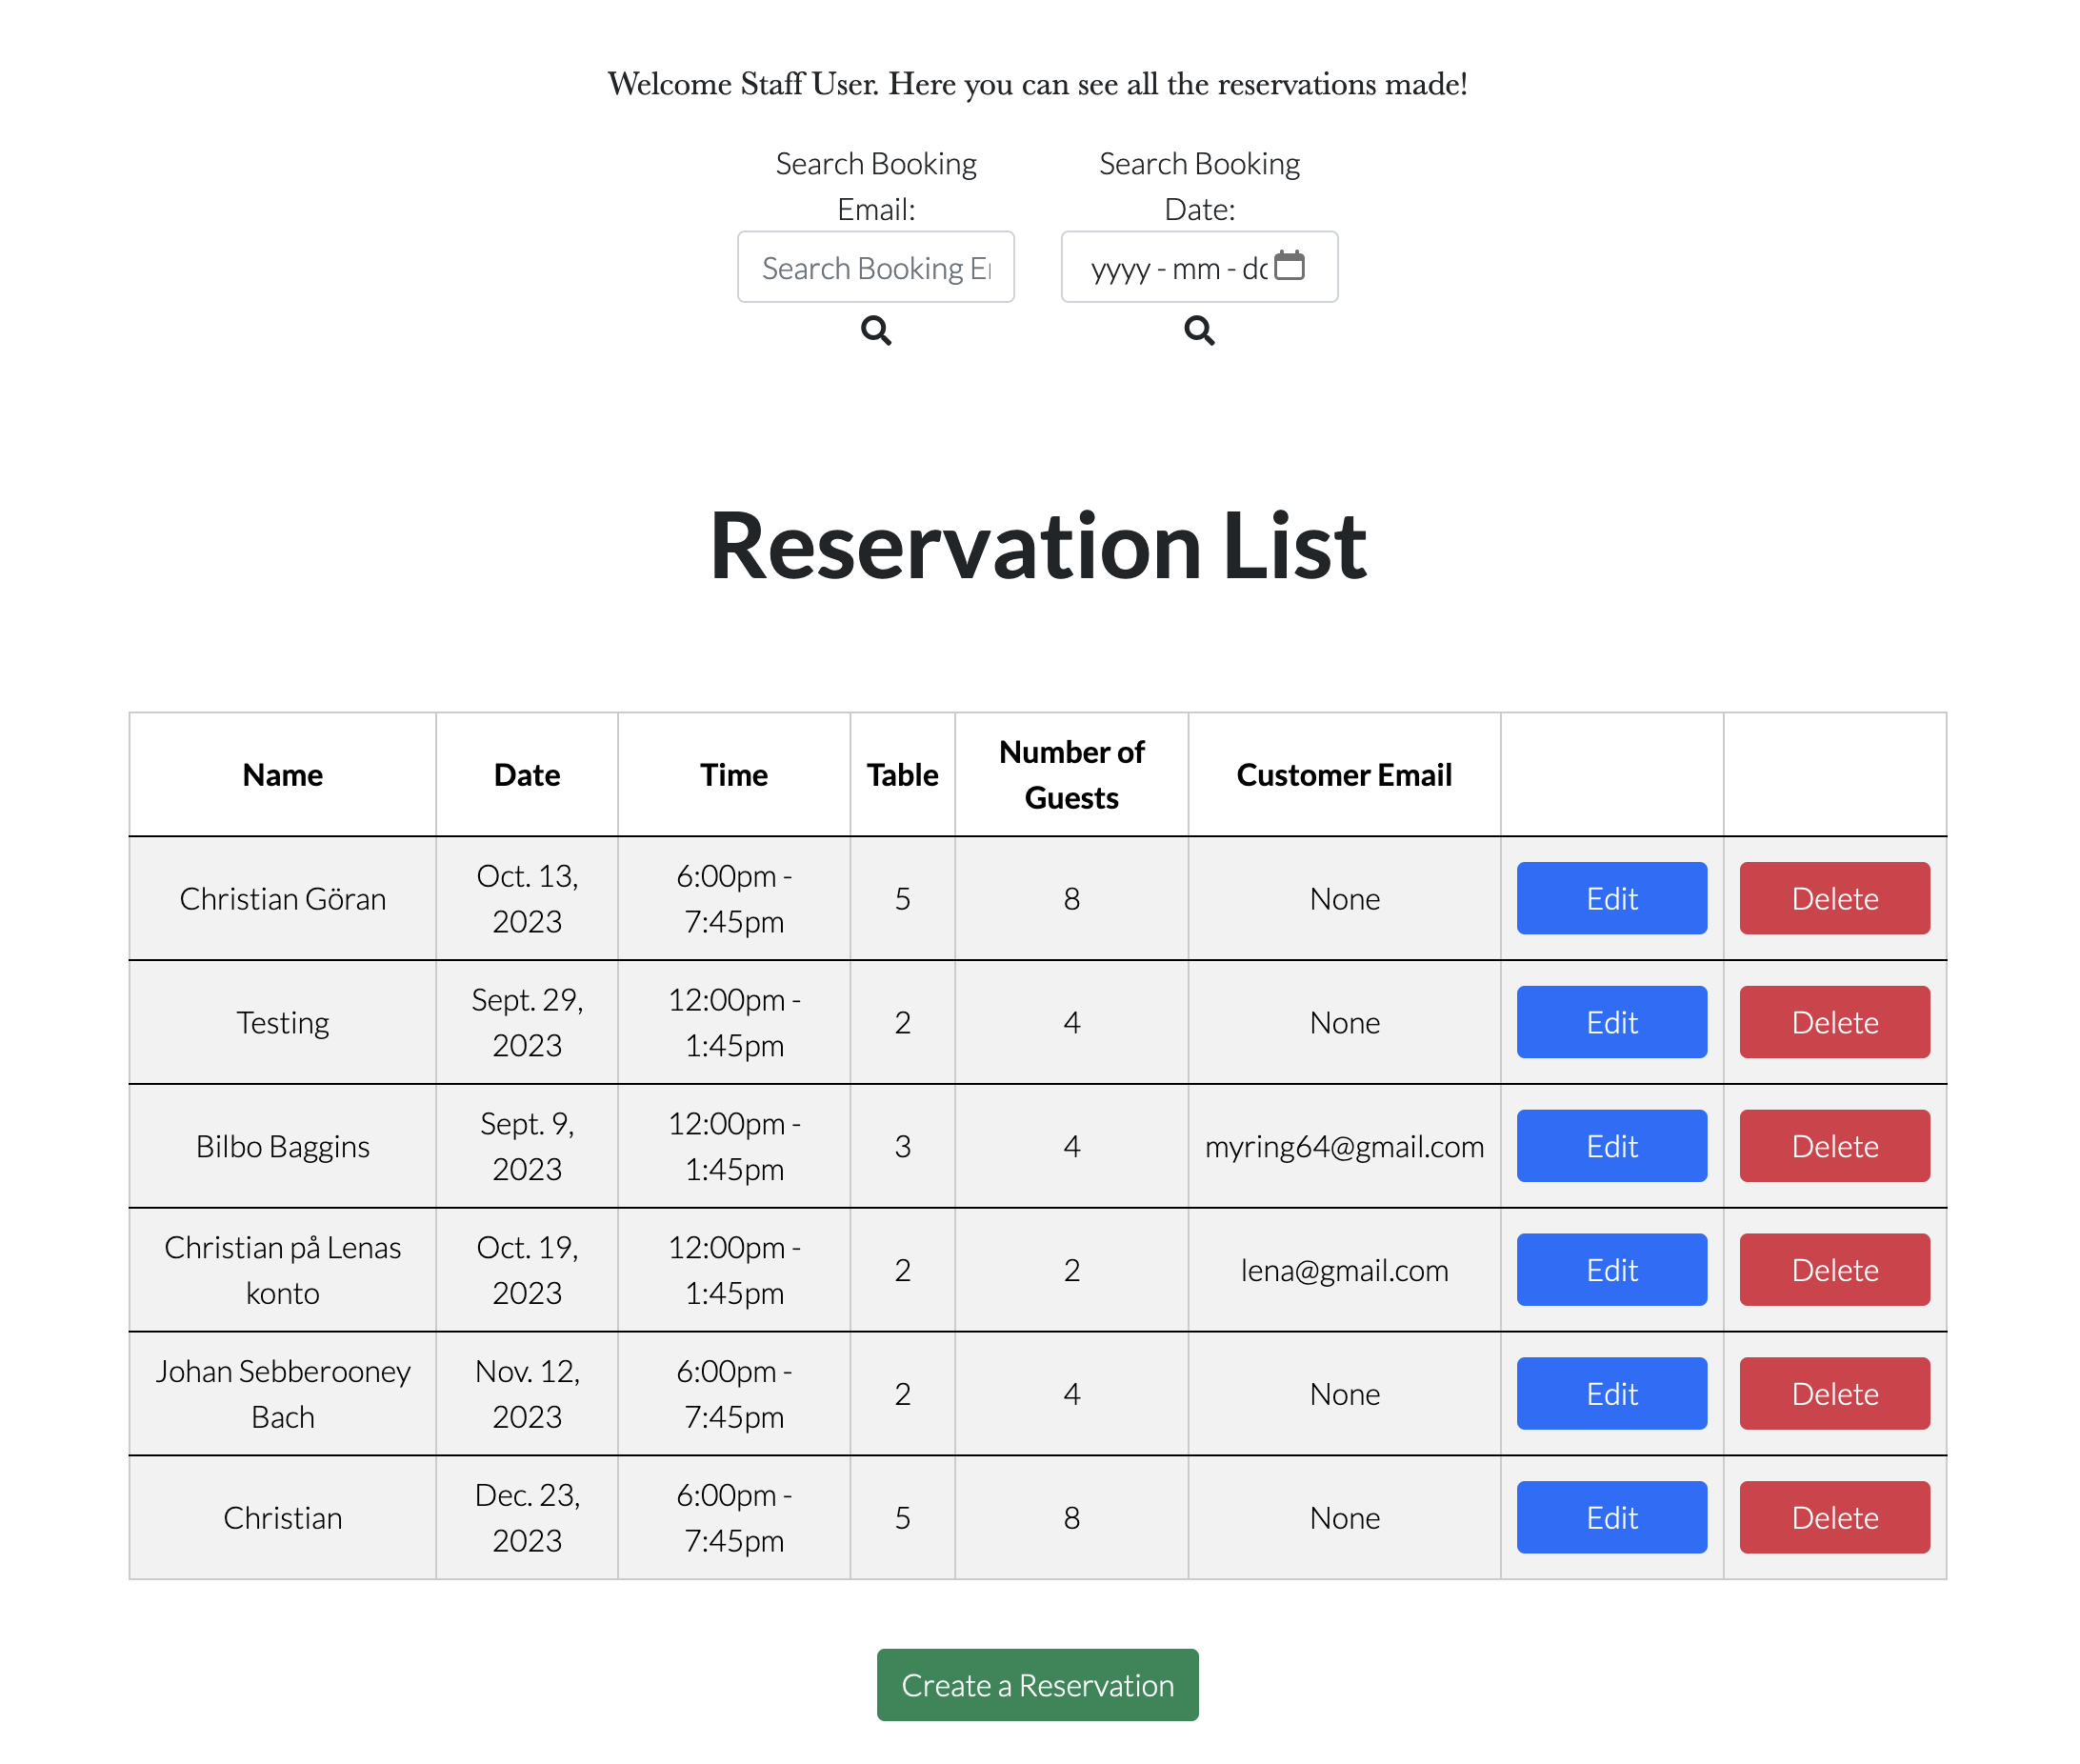 Welcome Staff User. Here you can see all the reservations made!
Search Booking
Email:
Search Booking
Date:
Search Booking
yyyy - mm -
Reservation List
Name Date Time Table Number of Guests Customer Email
Christian Göran Oct. 13, 2023 6:00pm - 7:45pm 5 8 None Edit Delete
Testing Sept. 29, 2023 12:00pm - 1:45pm 2 4 None Edit Delete
Bilbo Baggins Sept. 9, 2023 12:00pm - 1:45pm 3 4 myring64@gmail.com Edit Delete
Christian på Lenas konto Oct. 19, 2023 12:00pm - 1:45pm 2 2 lena@gmail.com Edit Delete
Johan Sebberooney Bach Nov. 12, 2023 6:00pm - 7:45pm 2 4 None Edit Delete
Christian Dec. 23, 2023 6:00pm - 7:45pm 5 8 None Edit Delete
Create a Reservation